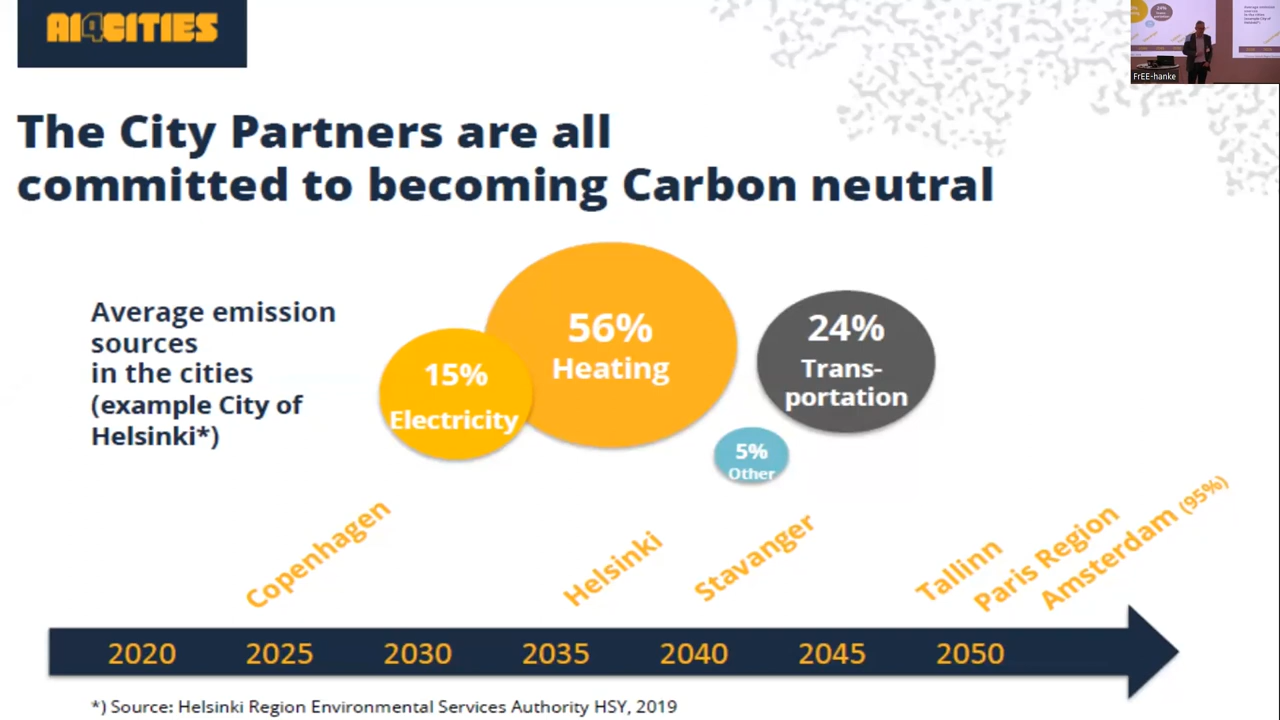 AI4CITIES
24%
FrEE-hanke
The City Partners are all
committed to becoming Carbon neutral
Average emission
sources
in the cities
(example City of
Helsinki*)
15%
Electricity
56%
Heating
24%
Trans-
portation
5%
Other
Copenhagen
Helsinki
Stavanger
Tallinn
Paris Region
Amsterdam (95%)
2020 2025 2030 2035 2040 2045 2050
*) Source: Helsinki Region Environmental Services Authority HSY, 2019